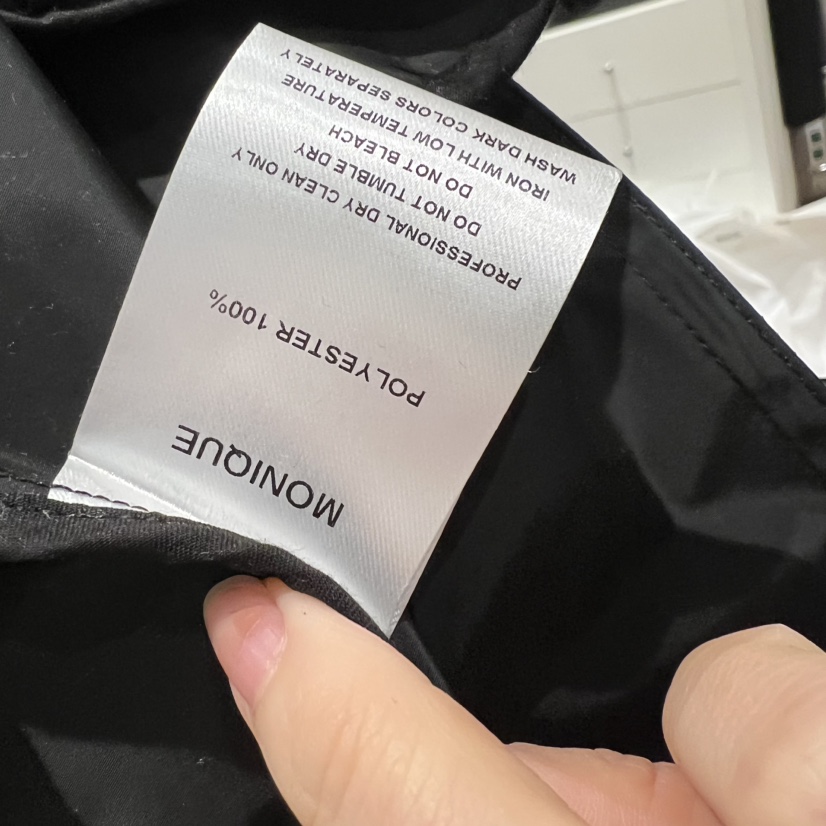 MONIQUE
POLYESTER 100%
PROFESSIONAL DRY CLEAN ONLY
DO NOT TUMBLE DRY
DO NOT BLEACH
IRON WITH LOW TEMPERATURE
WASH DARK COLORS SEPARATELY